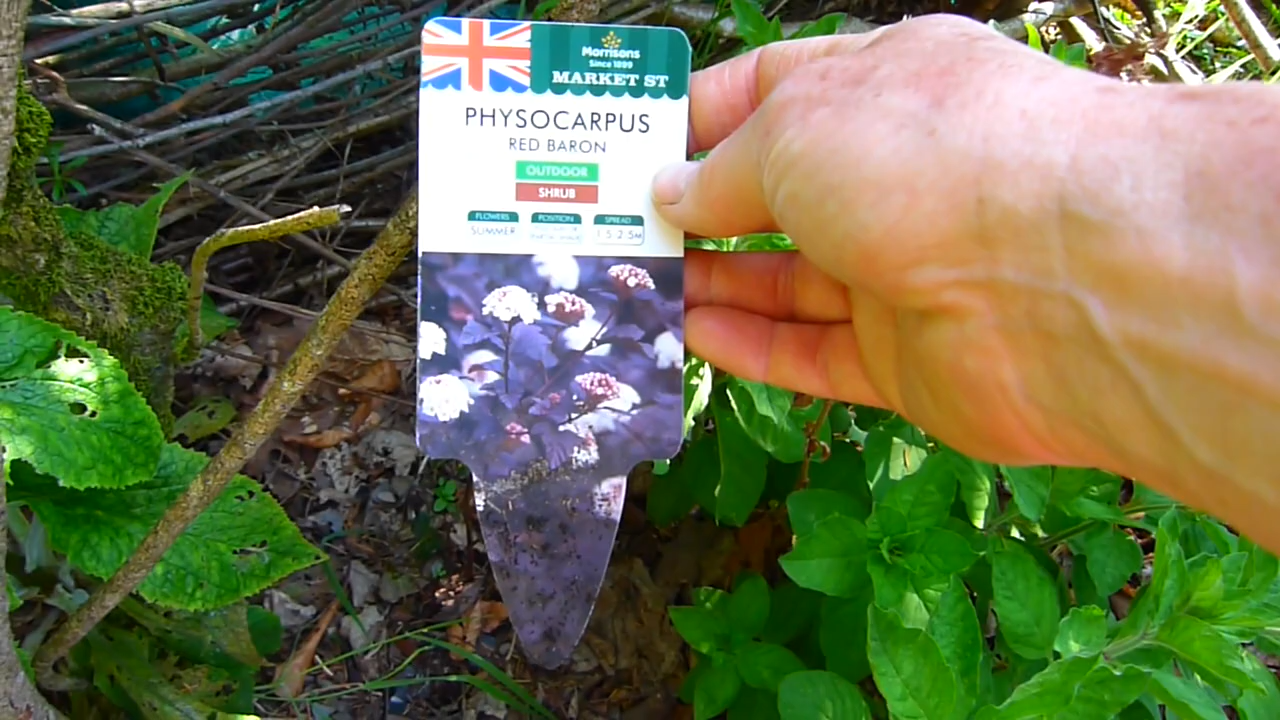 Morrisons
Since 1899
MARKET ST
PHYSOCARPUS
RED BARON
OUTDOOR
SHRUB
FLOWERS POSITION SPREAD
SUMMER 1.5-2.5M